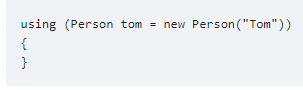 using (Person tom = new Person("Tom"))
{
}